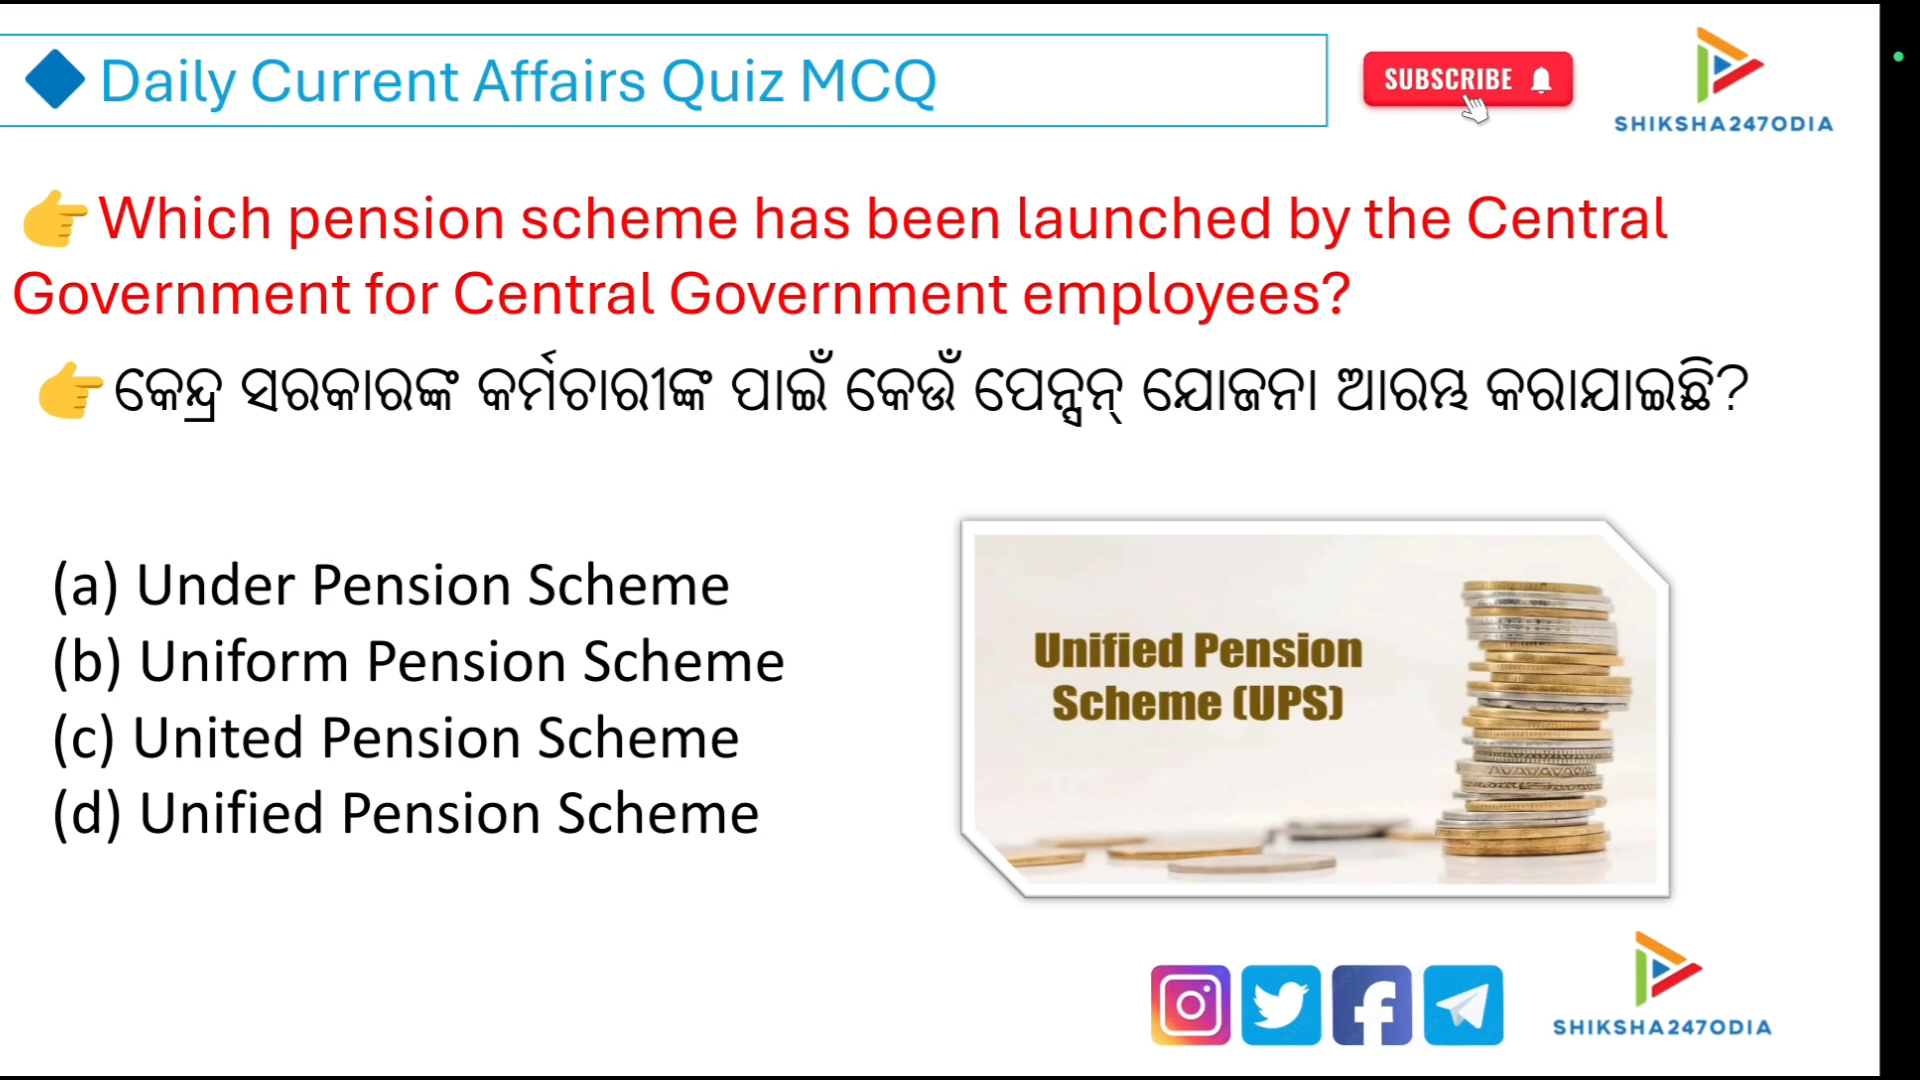 Daily Current Affairs Quiz MCQ
SUBSCRIBE
SHIKSHA247ODIA
Which pension scheme has been launched by the Central
Government for Central Government employees?
କେନ୍ଦ୍ର ସରକାରଙ୍କ କର୍ମଚାରୀଙ୍କ ପାଇଁ କେଉଁ ପେନ୍ସନ୍ ଯୋଜନା ଆରମ୍ଭ କରାଯାଇଛି?
(a) Under Pension Scheme
(b) Uniform Pension Scheme
(c) United Pension Scheme
(d) Unified Pension Scheme
Unified Pension
Scheme (UPS)
SHIKSHA247ODIA